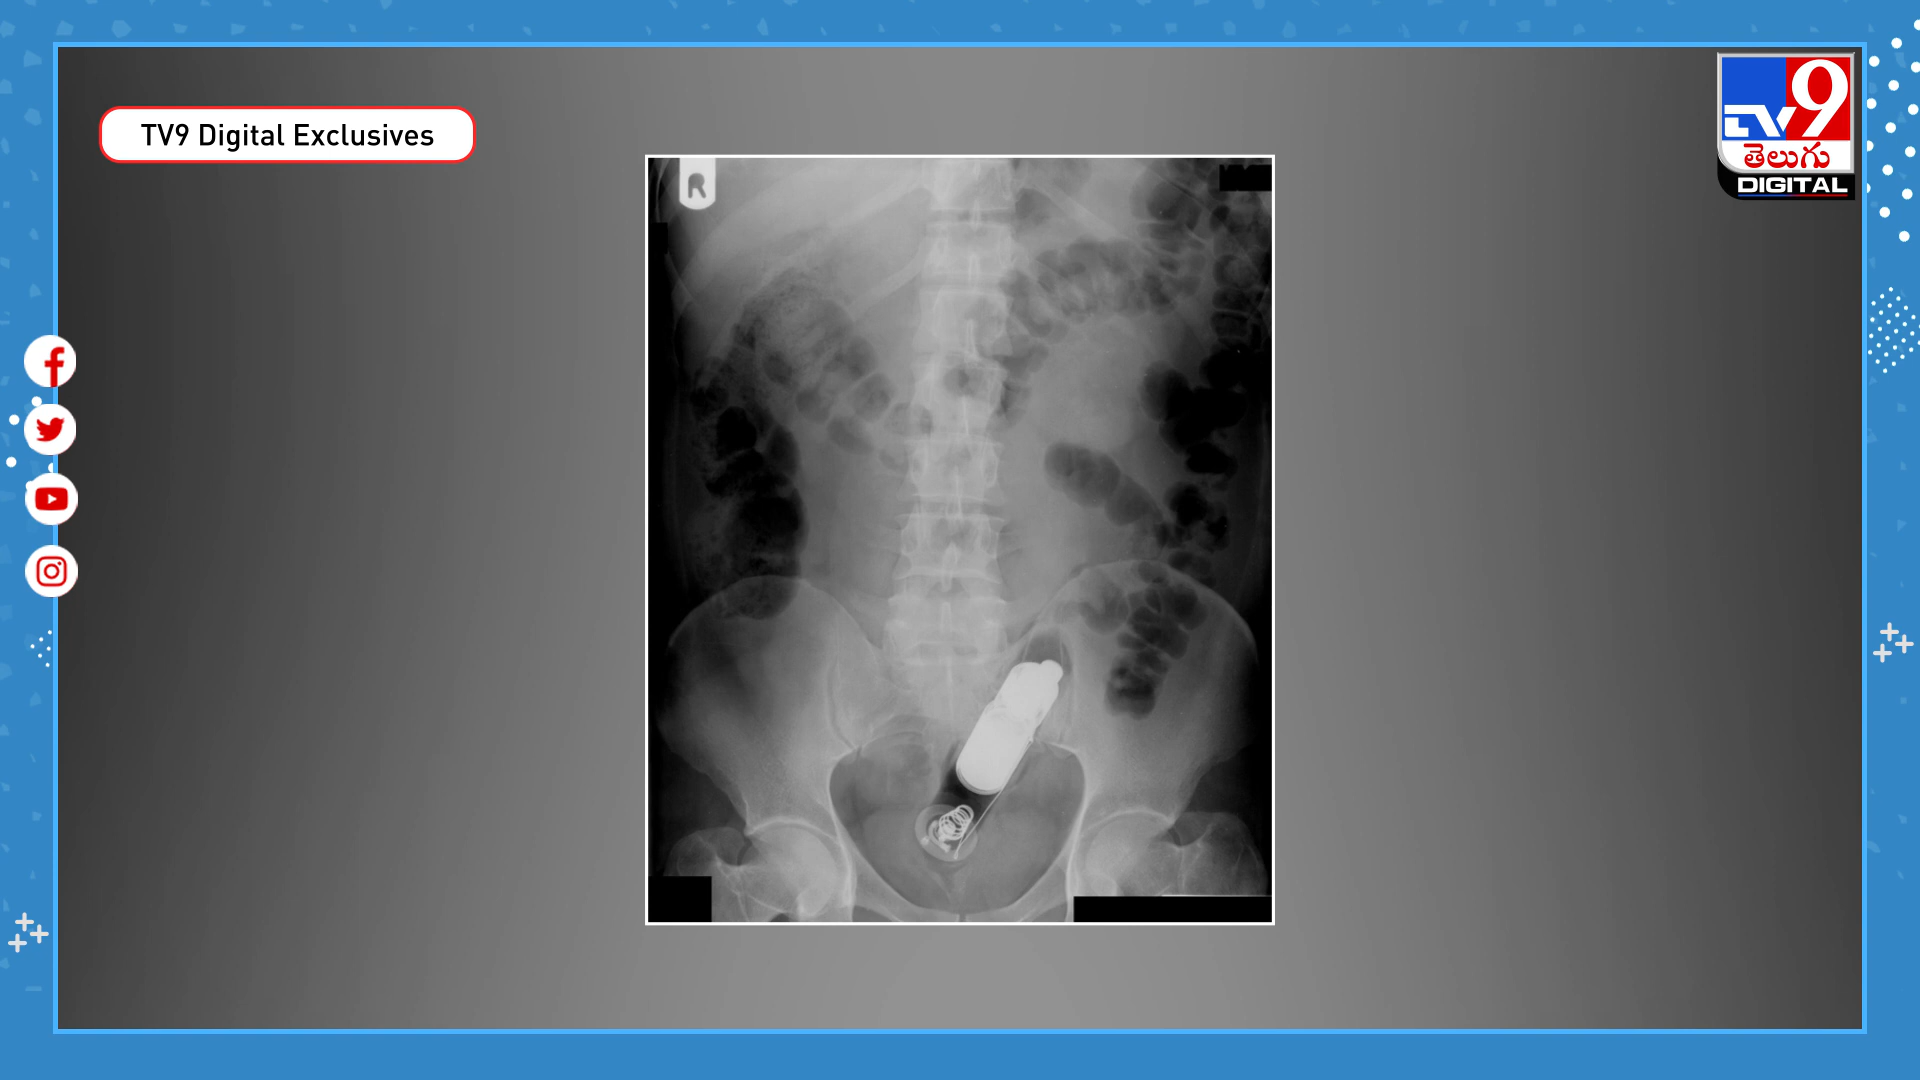 TV9 Digital Exclusives
TV9
తెలుగు
DIGITAL
R